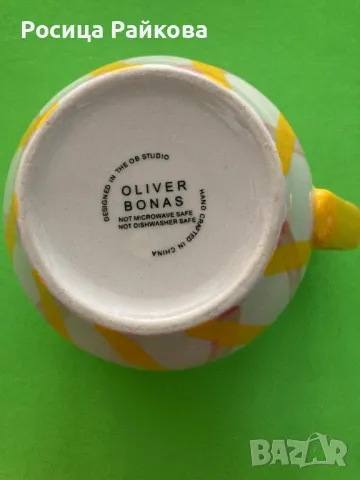 Росица Райкова
DESIGNED IN THE OB STUDIO
OLIVER
BONAS
NOT MICROWAVE SAFE
NOT DISHWASHER SAFE
HAND CRAFTED IN CHINA
BAZAR